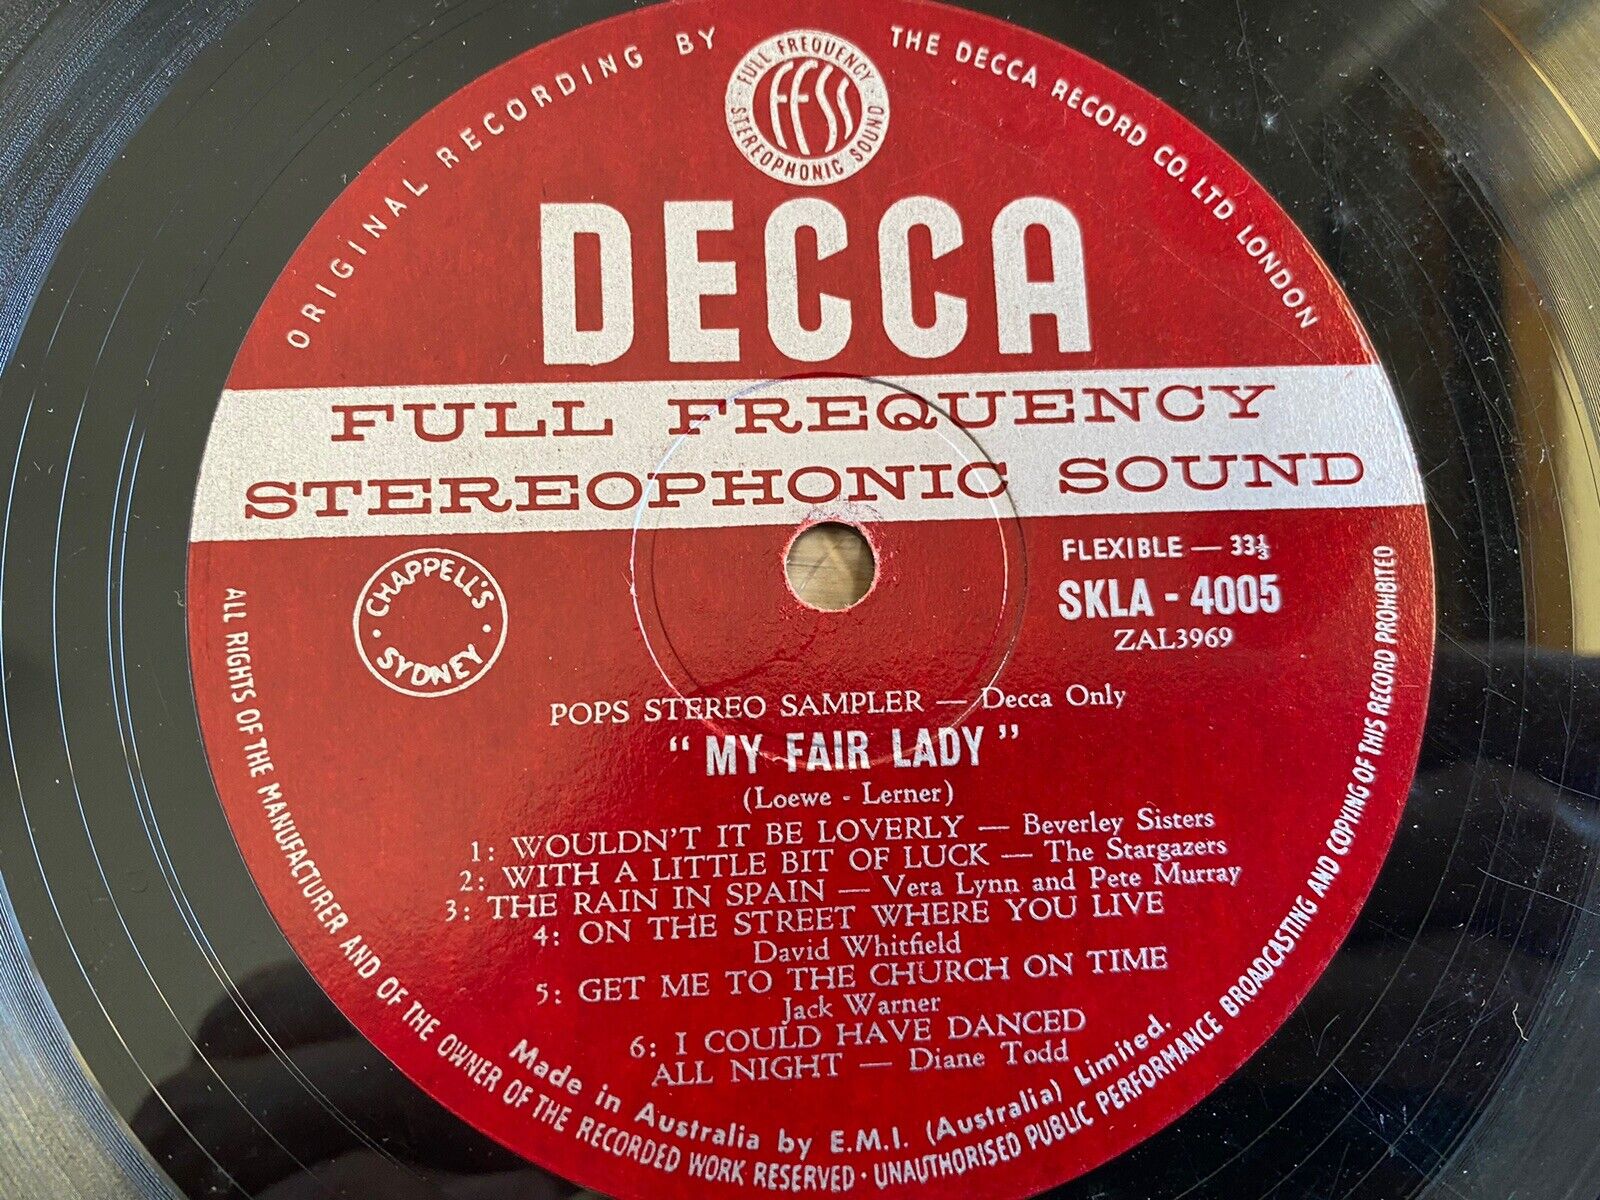 ORIGINAL RECORDING BY THE DECCA RECORD CO. LTD. LONDON
FULL FREQUENCY
FFSS
STEREOPHONIC SOUND
DECCA
FULL FREQUENCY
STEREOPHONIC SOUND
CHAPPELL'S
SYDNEY
FLEXIBLE — 33⅓
SKLA - 4005
ZAL3969
POPS STEREO SAMPLER — Decca Only
"MY FAIR LADY"
(Loewe - Lerner)
1: WOULDN'T IT BE LOVERLY — Beverley Sisters
2: WITH A LITTLE BIT OF LUCK — The Stargazers
3: THE RAIN IN SPAIN — Vera Lynn and Pete Murray
4: ON THE STREET WHERE YOU LIVE
David Whitfield
5: GET ME TO THE CHURCH ON TIME
Jack Warner
6: I COULD HAVE DANCED
ALL NIGHT — Diane Todd
Made in Australia by E.M.I. (Australia) Limited.
ALL RIGHTS OF THE MANUFACTURER AND OF THE OWNER OF THE RECORDED WORK RESERVED · UNAUTHORISED PUBLIC PERFORMANCE BROADCASTING AND COPYING OF THIS RECORD PROHIBITED